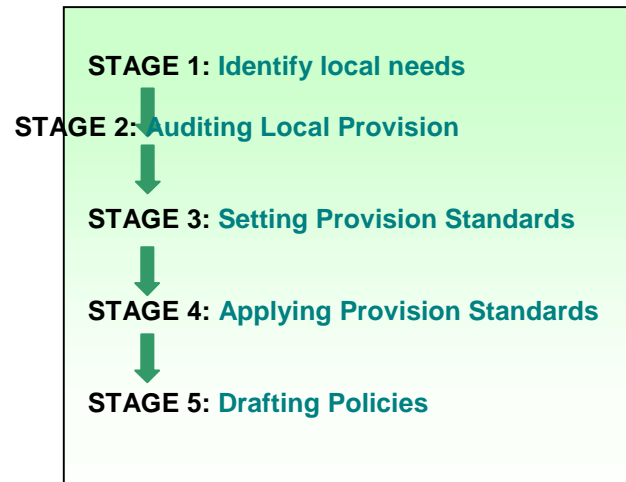 STAGE 1: Identify local needs
STAGE 2: Auditing Local Provision
STAGE 3: Setting Provision Standards
STAGE 4: Applying Provision Standards
STAGE 5: Drafting Policies